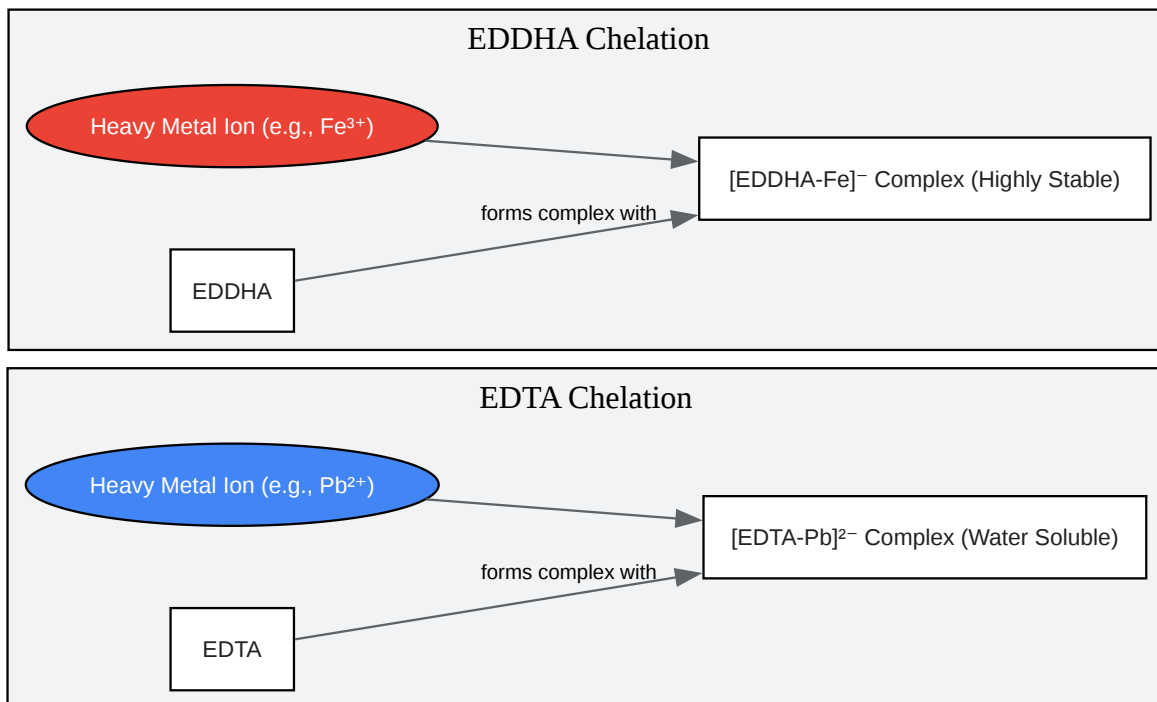 EDDHA Chelation
Heavy Metal Ion (e.g., Fe³⁺)
[EDDHA-Fe]⁻ Complex (Highly Stable)
forms complex with
EDDHA
EDTA Chelation
Heavy Metal Ion (e.g., Pb²⁺)
[EDTA-Pb]²⁻ Complex (Water Soluble)
forms complex with
EDTA